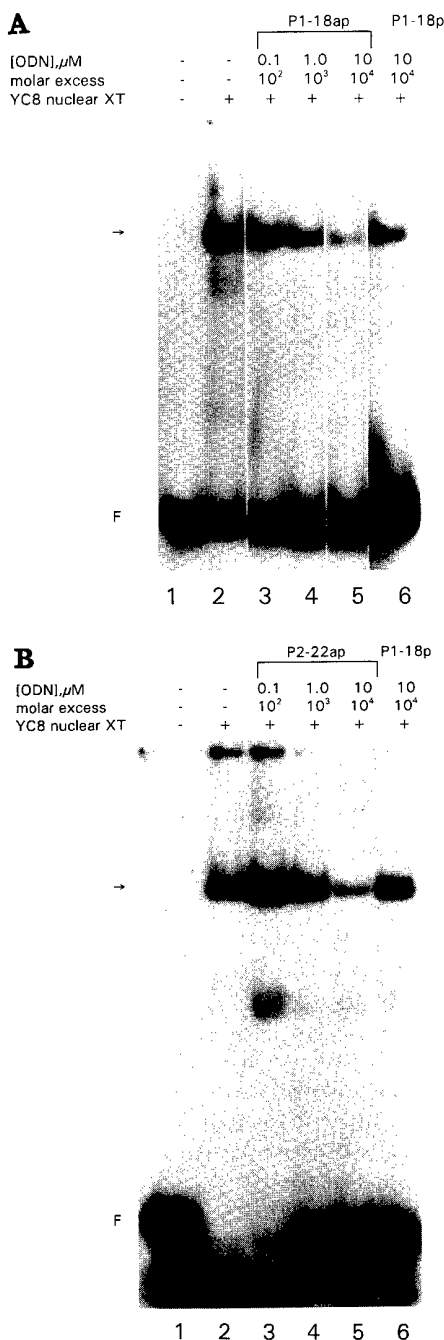 A
P1-18ap P1-18p
[ODN],μM - - 0.1 1.0 10 10
molar excess - - 10² 10³ 10⁴ 10⁴
YC8 nuclear XT - + + + + +
→
F
1 2 3 4 5 6
B
P2-22ap P1-18p
[ODN],μM - - 0.1 1.0 10 10
molar excess - - 10² 10³ 10⁴ 10⁴
YC8 nuclear XT - + + + + +
→
F
1 2 3 4 5 6